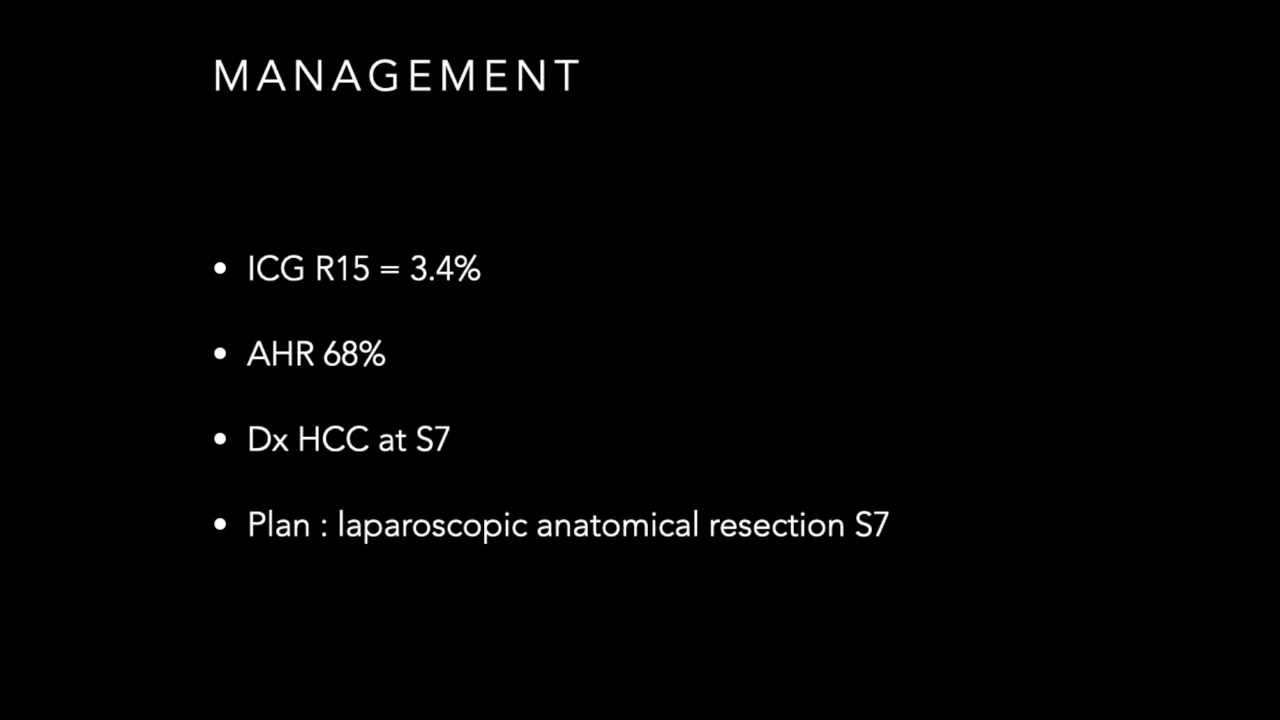 MANAGEMENT
• ICG R15 = 3.4%
• AHR 68%
• Dx HCC at S7
• Plan : laparoscopic anatomical resection S7